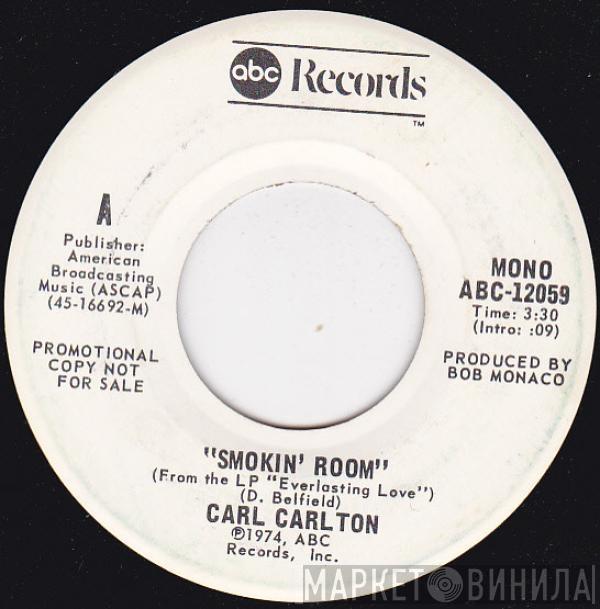 abc Records
TM
A
Publisher:
American
Broadcasting
Music (ASCAP)
(45-16692-M)
PROMOTIONAL
COPY NOT
FOR SALE
MONO
ABC-12059
Time: 3:30
(Intro: :09)
PRODUCED BY
BOB MONACO
"SMOKIN' ROOM"
(From the LP "Everlasting Love")
(D. Belfield)
CARL CARLTON
℗1974, ABC
Records, Inc.
МАРКЕТ ВИНИЛА